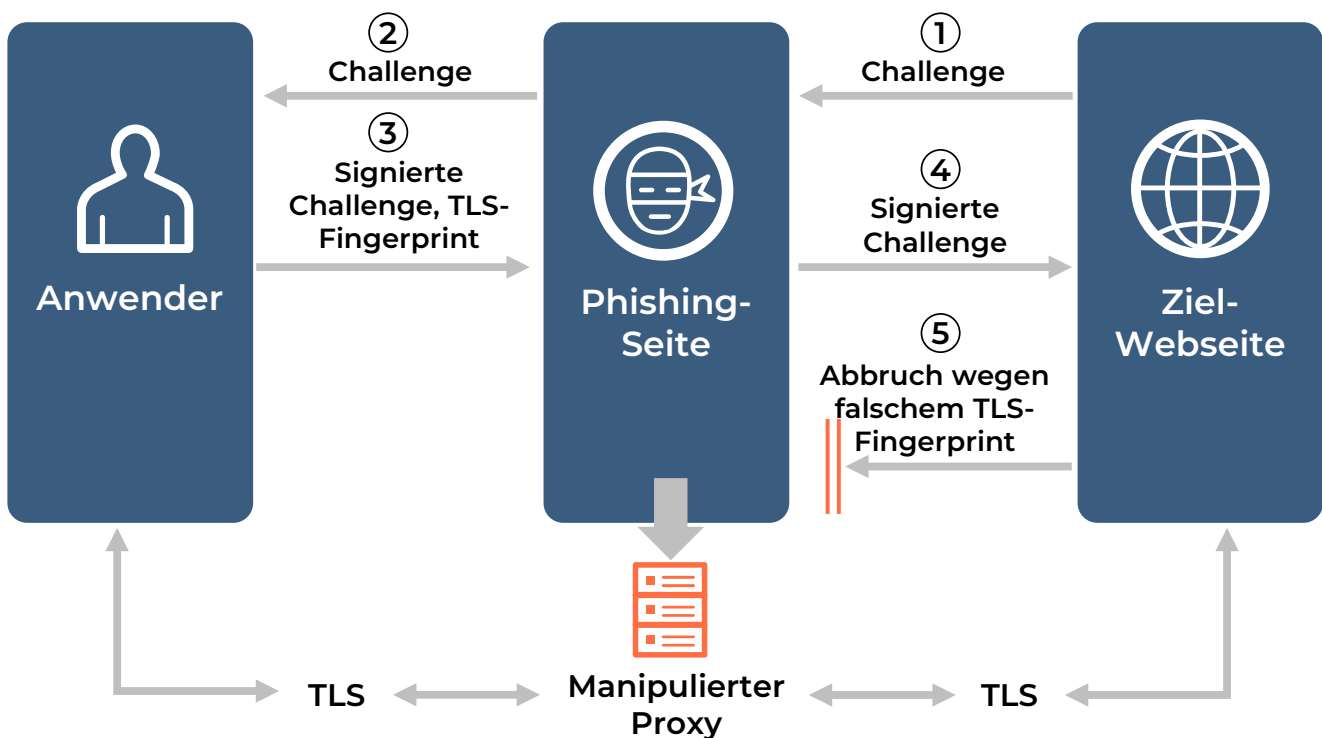 ②
Challenge
①
Challenge
③
Signierte
Challenge, TLS-
Fingerprint
④
Signierte
Challenge
Anwender
Phishing-
Seite
Ziel-
Webseite
⑤
Abbruch wegen
falschem TLS-
Fingerprint
TLS
Manipulierter
Proxy
TLS